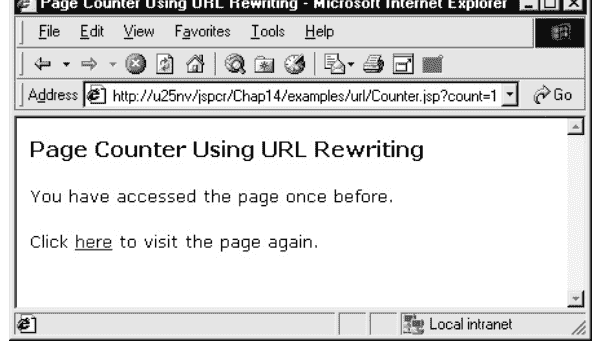 Page Counter Using URL Rewriting - Microsoft Internet Explorer
File Edit View Favorites Tools Help
Address http://u25nv/jspcr/Chap14/examples/url/Counter.jsp?count=1 Go
Page Counter Using URL Rewriting
You have accessed the page once before.
Click here to visit the page again.
Local intranet